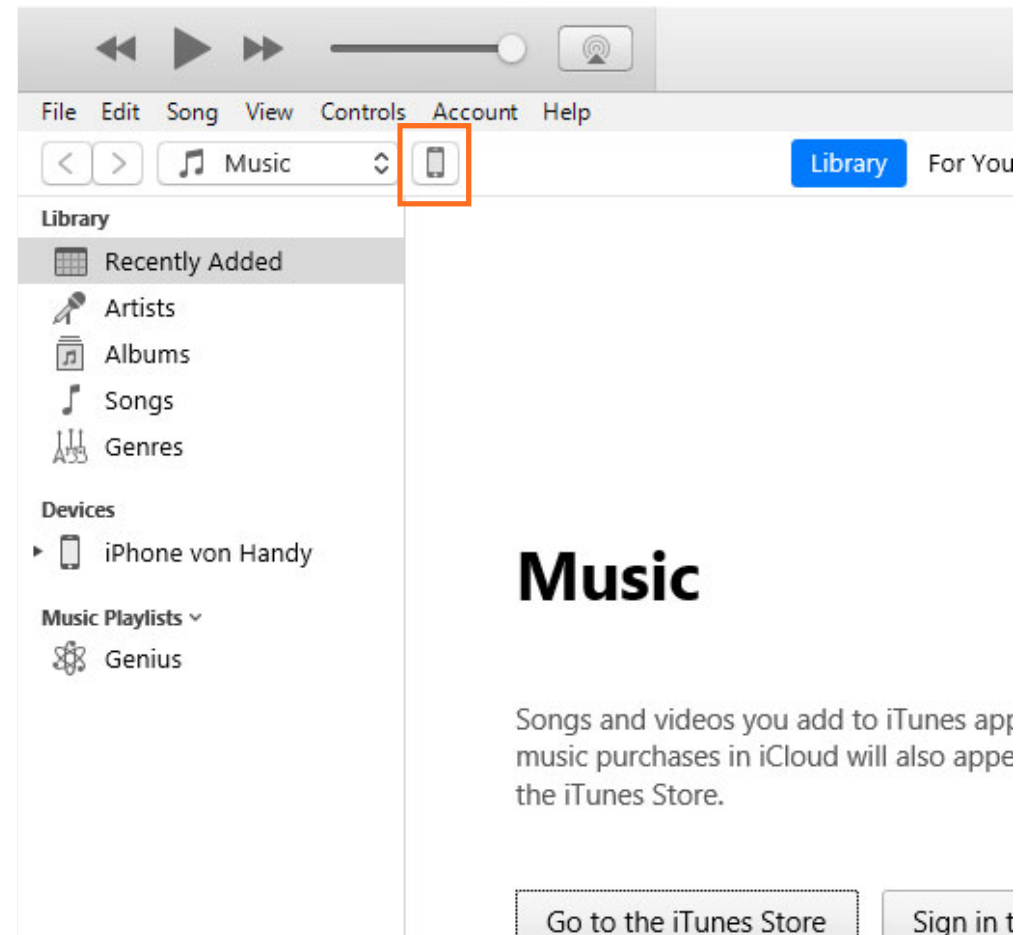 File Edit Song View Controls Account Help
Music
Library For You
Library
Recently Added
Artists
Albums
Songs
Genres
Devices
iPhone von Handy
Music Playlists
Genius
Music
Songs and videos you add to iTunes
music purchases in iCloud will also
the iTunes Store.
Go to the iTunes Store
Sign in